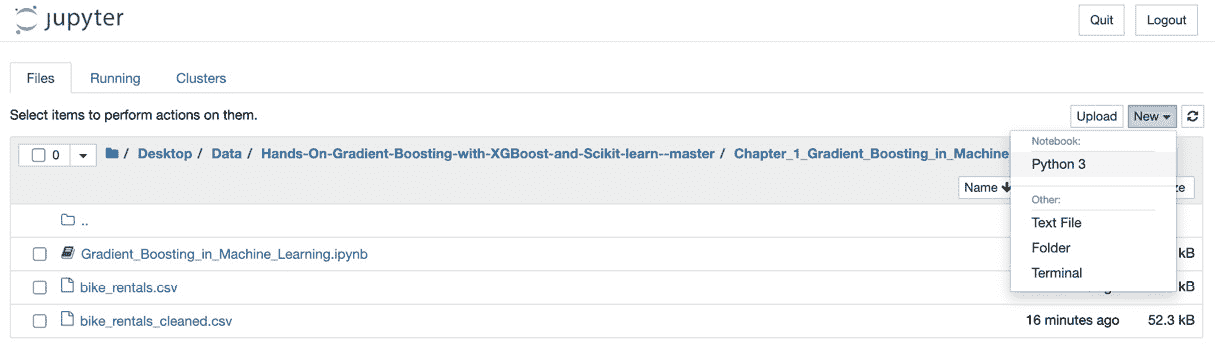 jupyter
Quit Logout
Files Running Clusters
Select items to perform actions on them.
Upload New
0 / Desktop / Data / Hands-On-Gradient-Boosting-with-XGBoost-and-Scikit-learn--master / Chapter_1_Gradient_Boosting_in_Machine
Notebook:
Python 3
Name
Other:
..
Text File
Folder
Gradient_Boosting_in_Machine_Learning.ipynb kB
Terminal
bike_rentals.csv kB
bike_rentals_cleaned.csv 16 minutes ago 52.3 kB